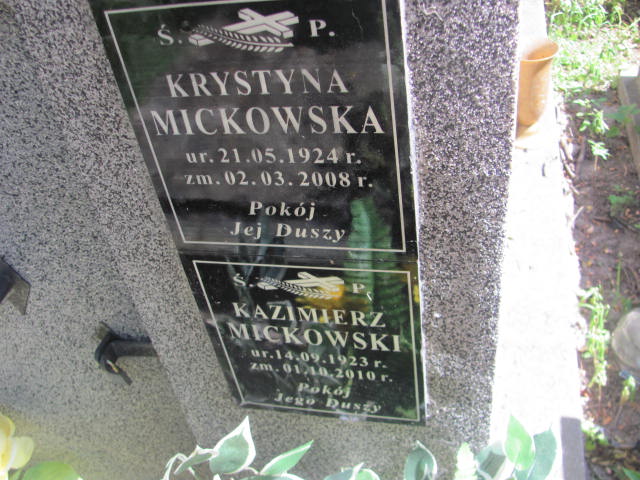 Ś. P.
KRYSTYNA
MICKOWSKA
ur. 21.05.1924 r.
zm. 02.03.2008 r.
Pokój
Jej Duszy
Ś. P.
KAZIMIERZ
MICKOWSKI
ur. 14.09.1923 r.
zm. 01.10.2010 r.
Pokój
Jego Duszy